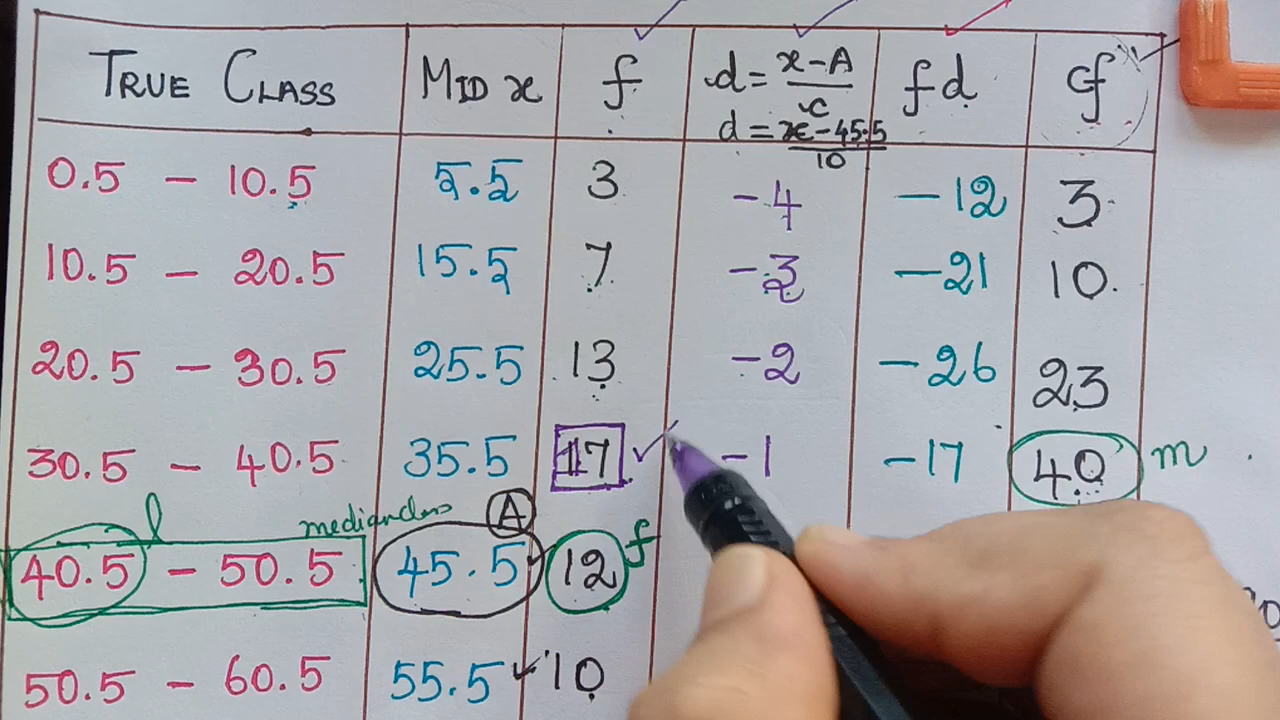 TRUE CLASS MID x f d = x – A / c fd cf
d = x – 45.5 / 10
0.5 – 10.5 5.5 3 –4 –12 3
10.5 – 20.5 15.5 7 –3 –21 10
20.5 – 30.5 25.5 13 –2 –26 23
30.5 – 40.5 35.5 17 ✓ –1 –17 40 m
l median class A
40.5 – 50.5 45.5 12 f
50.5 – 60.5 55.5 10